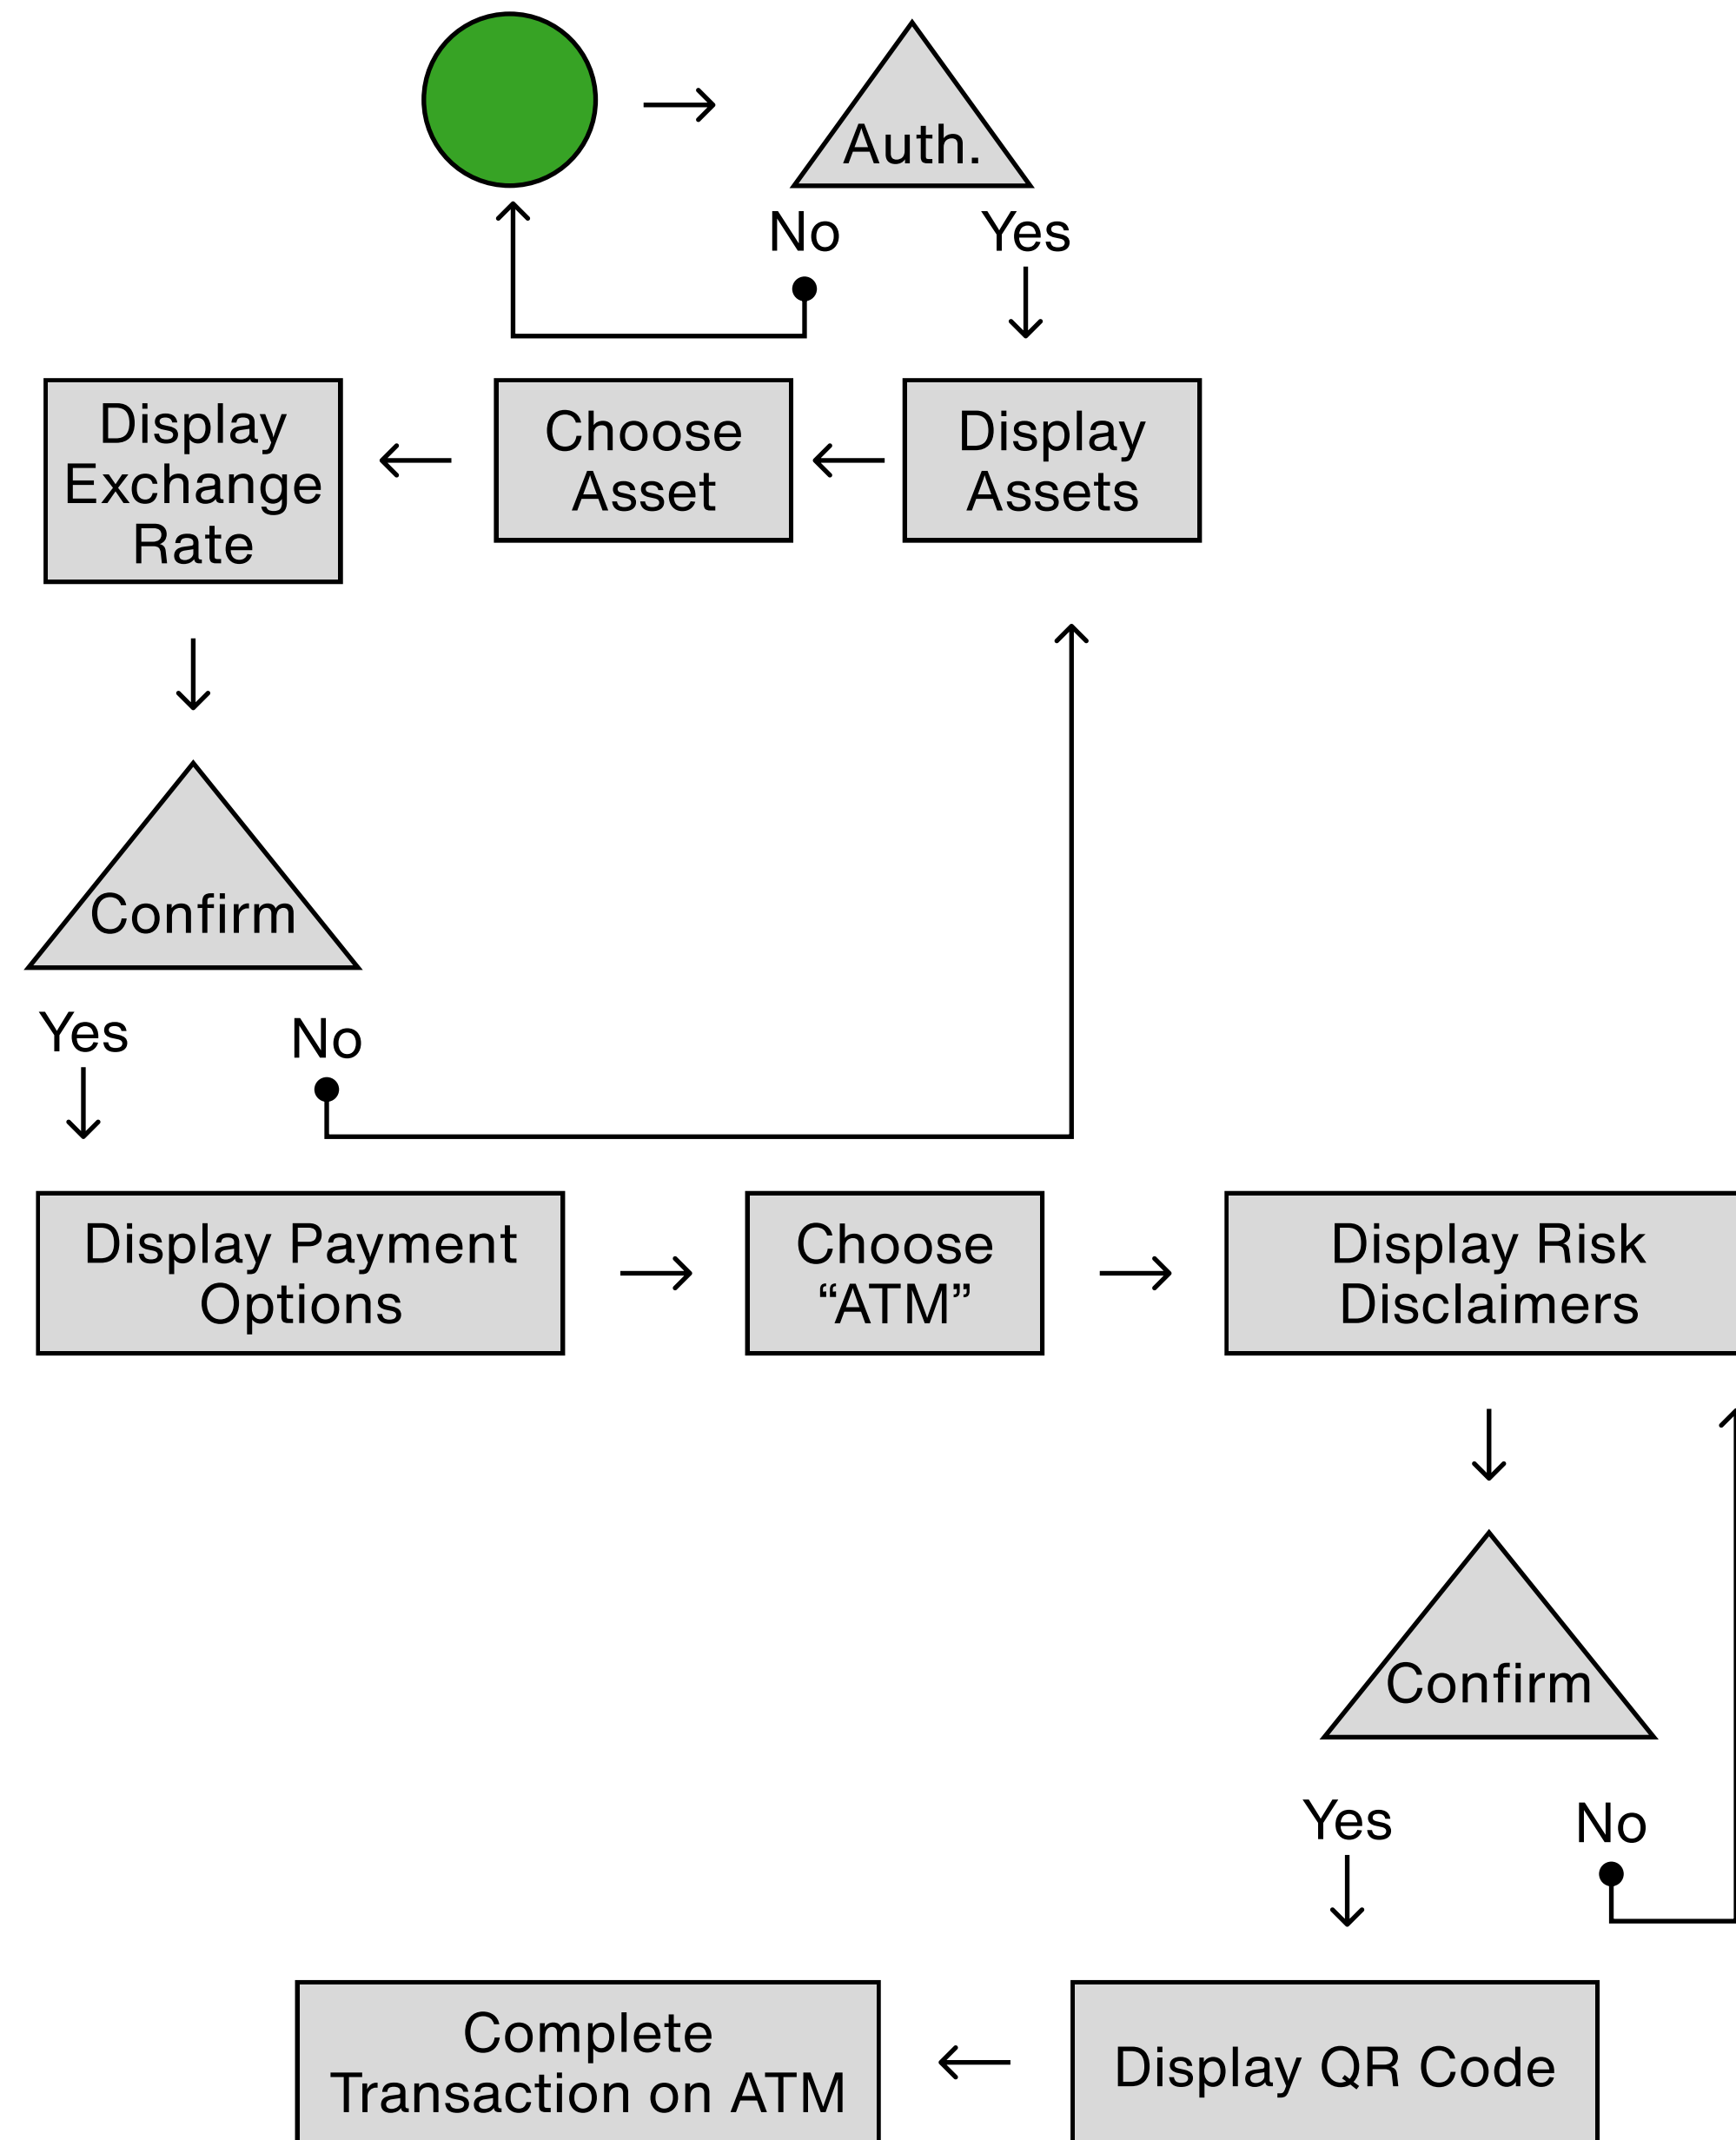 Auth.
No
Yes
Display
Assets
Choose
Asset
Display
Exchange
Rate
Confirm
Yes
No
Display Payment
Options
Choose
“ATM”
Display Risk
Disclaimers
Confirm
Yes
No
Display QR Code
Complete
Transaction on ATM